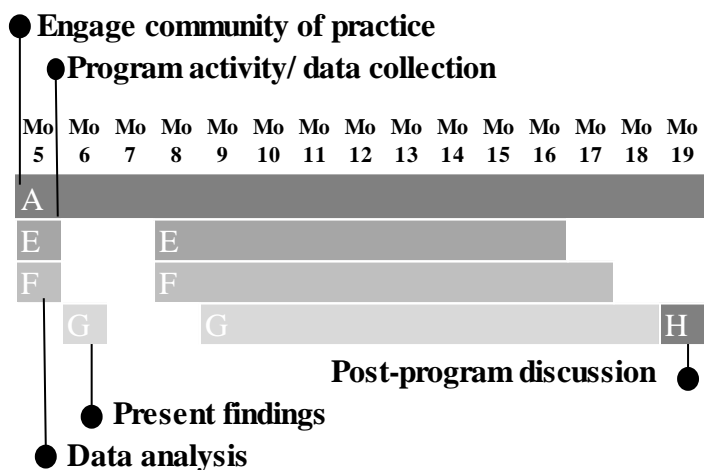 Engage community of practice
Program activity/ data collection
Mo Mo Mo Mo Mo Mo Mo Mo Mo Mo Mo Mo Mo Mo Mo
5 6 7 8 9 10 11 12 13 14 15 16 17 18 19
A
E E
F F
G G H
Post-program discussion
Present findings
Data analysis